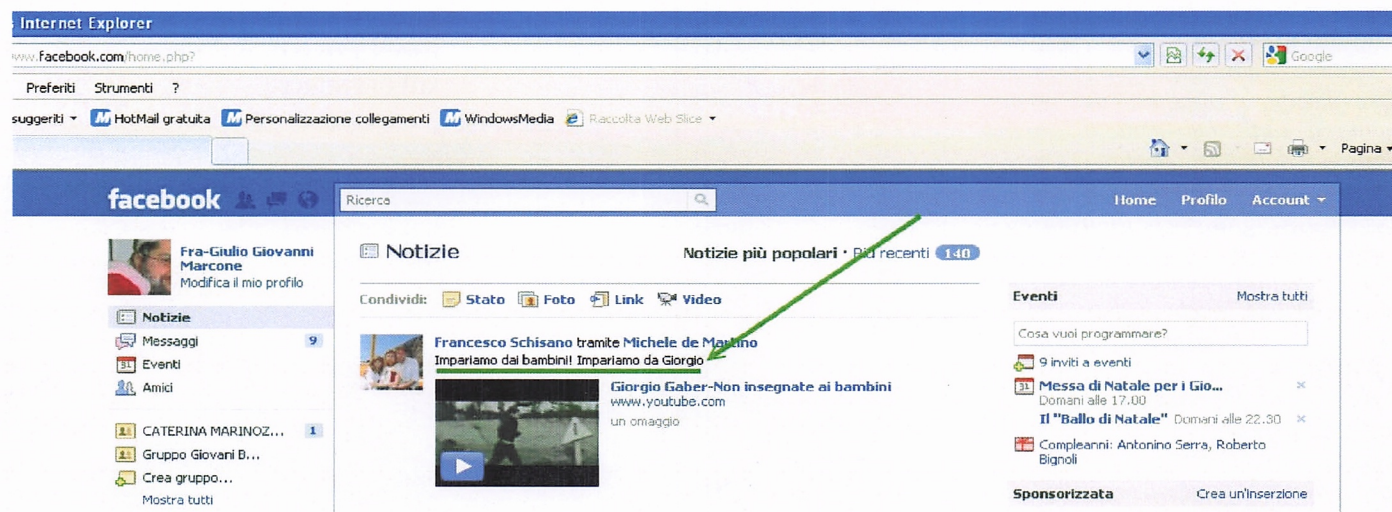 Internet Explorer
www.facebook.com/home.php?
Google
Preferiti Strumenti ?
suggeriti HotMail gratuita Personalizzazione collegamenti WindowsMedia Raccolta Web Slice
Pagina
facebook
Ricerca
Home Profilo Account
Fra-Giulio Giovanni
Marcone
Modifica il mio profilo
Notizie
Messaggi 9
31 Eventi
Amici
CATERINA MARINOZ... 1
Gruppo Giovani B...
Crea gruppo...
Mostra tutti
Notizie
Notizie più popolari · Più recenti 140
Condividi: Stato Foto Link Video
Francesco Schisano tramite Michele de Martino
Impariamo dai bambini! Impariamo da Giorgio
Giorgio Gaber-Non insegnate ai bambini
www.youtube.com
un omaggio
Eventi Mostra tutti
Cosa vuoi programmare?
9 inviti a eventi
31 Messa di Natale per i Gio...
Domani alle 17.00
Il "Ballo di Natale" Domani alle 22.30
Compleanni: Antonino Serra, Roberto
Bignoli
Sponsorizzata Crea un'inserzione